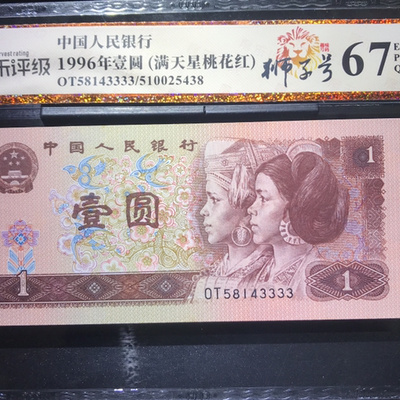 中国人民银行
1996年壹圆 (满天星桃花红)
OT58143333/510025438
评级
狮子号
67
E
P
Q
中国人民银行
1
壹圆
1
1
OT58143333